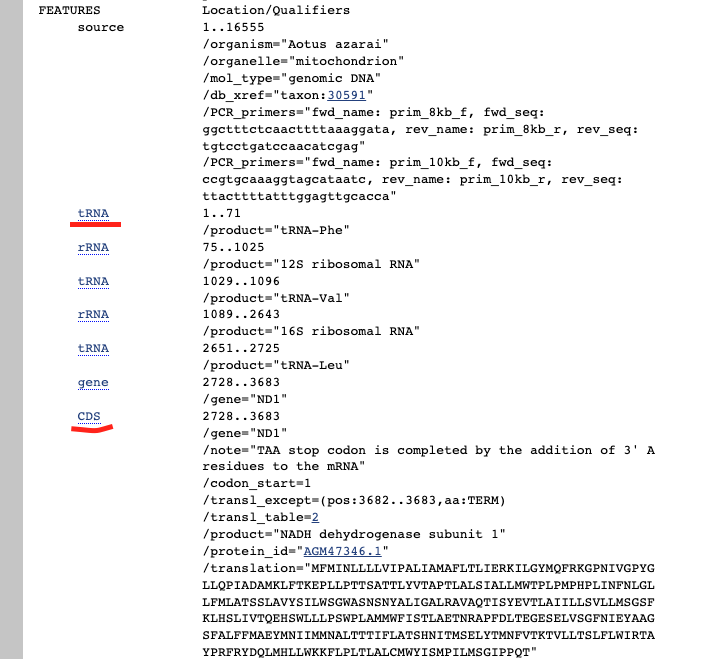 FEATURES Location/Qualifiers
source 1..16555
/organism="Aotus azarai"
/organelle="mitochondrion"
/mol_type="genomic DNA"
/db_xref="taxon:30591"
/PCR_primers="fwd_name: prim_8kb_f, fwd_seq:
ggctttctcaacttttaaaggata, rev_name: prim_8kb_r, rev_seq:
tgtcctgatccaacatcgag"
/PCR_primers="fwd_name: prim_10kb_f, fwd_seq:
ccgtgcaaaggtagcataatc, rev_name: prim_10kb_r, rev_seq:
ttacttttatttggagttgcacca"
tRNA 1..71
/product="tRNA-Phe"
rRNA 75..1025
/product="12S ribosomal RNA"
tRNA 1029..1096
/product="tRNA-Val"
rRNA 1089..2643
/product="16S ribosomal RNA"
tRNA 2651..2725
/product="tRNA-Leu"
gene 2728..3683
/gene="ND1"
CDS 2728..3683
/gene="ND1"
/note="TAA stop codon is completed by the addition of 3' A
residues to the mRNA"
/codon_start=1
/transl_except=(pos:3682..3683,aa:TERM)
/transl_table=2
/product="NADH dehydrogenase subunit 1"
/protein_id="AGM47346.1"
/translation="MFMINLLLLVIPALIAMAFLTLIERKILGYMQFRKGPNIVGPYG
LLQPIADAMKLFTKEPLLPTTSATTLYVTAPTLALSIALLMWTPLPMPHPLINFNLGL
LFMLATSSLAVYSILWSGWASNSNYALIGALRAVAQTISYEVTLAIILLSVLLMSGSF
KLHSLIVTQEHSWLLLPSWPLAMMWFISTLAETNRAPFDLTEGESELVSGFNIEYAAG
SFALFFMAEYMNIIMMNALTTTIFLATSHNITMSELYTMNFVTKTVLLTSLFLWIRTA
YPRFRYDQLMHLLWKKFLPLTLALCMWYISMPILMSGIPPQT"